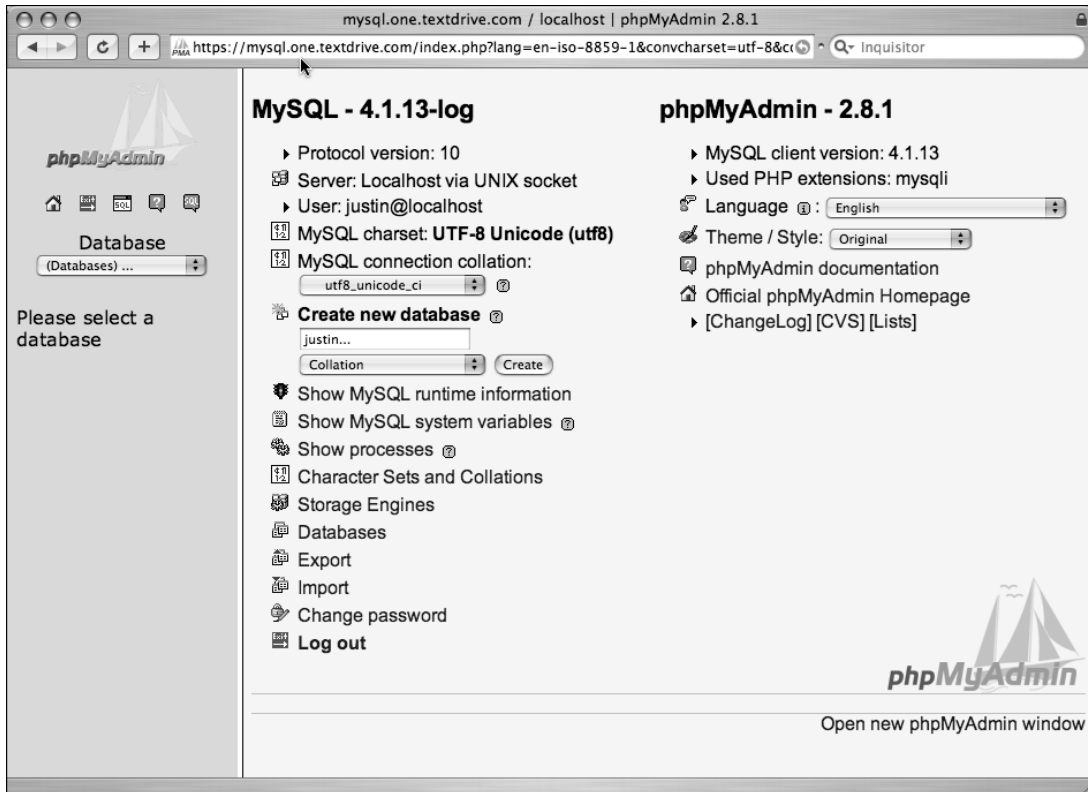 mysql.one.textdrive.com / localhost | phpMyAdmin 2.8.1
PMA https://mysql.one.textdrive.com/index.php?lang=en-iso-8859-1&convcharset=utf-8&co
Inquisitor
phpMyAdmin
Exit SQL ? SQL
Database
(Databases) ...
Please select a
database
MySQL - 4.1.13-log
Protocol version: 10
Server: Localhost via UNIX socket
User: justin@localhost
MySQL charset: UTF-8 Unicode (utf8)
MySQL connection collation:
utf8_unicode_ci ?
Create new database ?
justin...
Collation Create
Show MySQL runtime information
Show MySQL system variables ?
Show processes ?
Character Sets and Collations
Storage Engines
Databases
Export
Import
Change password
Log out
phpMyAdmin - 2.8.1
MySQL client version: 4.1.13
Used PHP extensions: mysqli
Language i : English
Theme / Style: Original
phpMyAdmin documentation
Official phpMyAdmin Homepage
[ChangeLog] [CVS] [Lists]
phpMyAdmin
Open new phpMyAdmin window